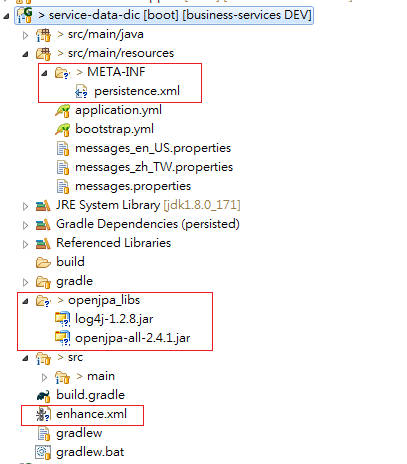 > service-data-dic [boot] [business-services DEV]
> src/main/java
> src/main/resources
> META-INF
persistence.xml
application.yml
bootstrap.yml
messages_en_US.properties
messages_zh_TW.properties
messages.properties
JRE System Library [jdk1.8.0_171]
Gradle Dependencies (persisted)
Referenced Libraries
build
gradle
> openjpa_libs
log4j-1.2.8.jar
openjpa-all-2.4.1.jar
> src
> main
build.gradle
enhance.xml
gradlew
gradlew.bat